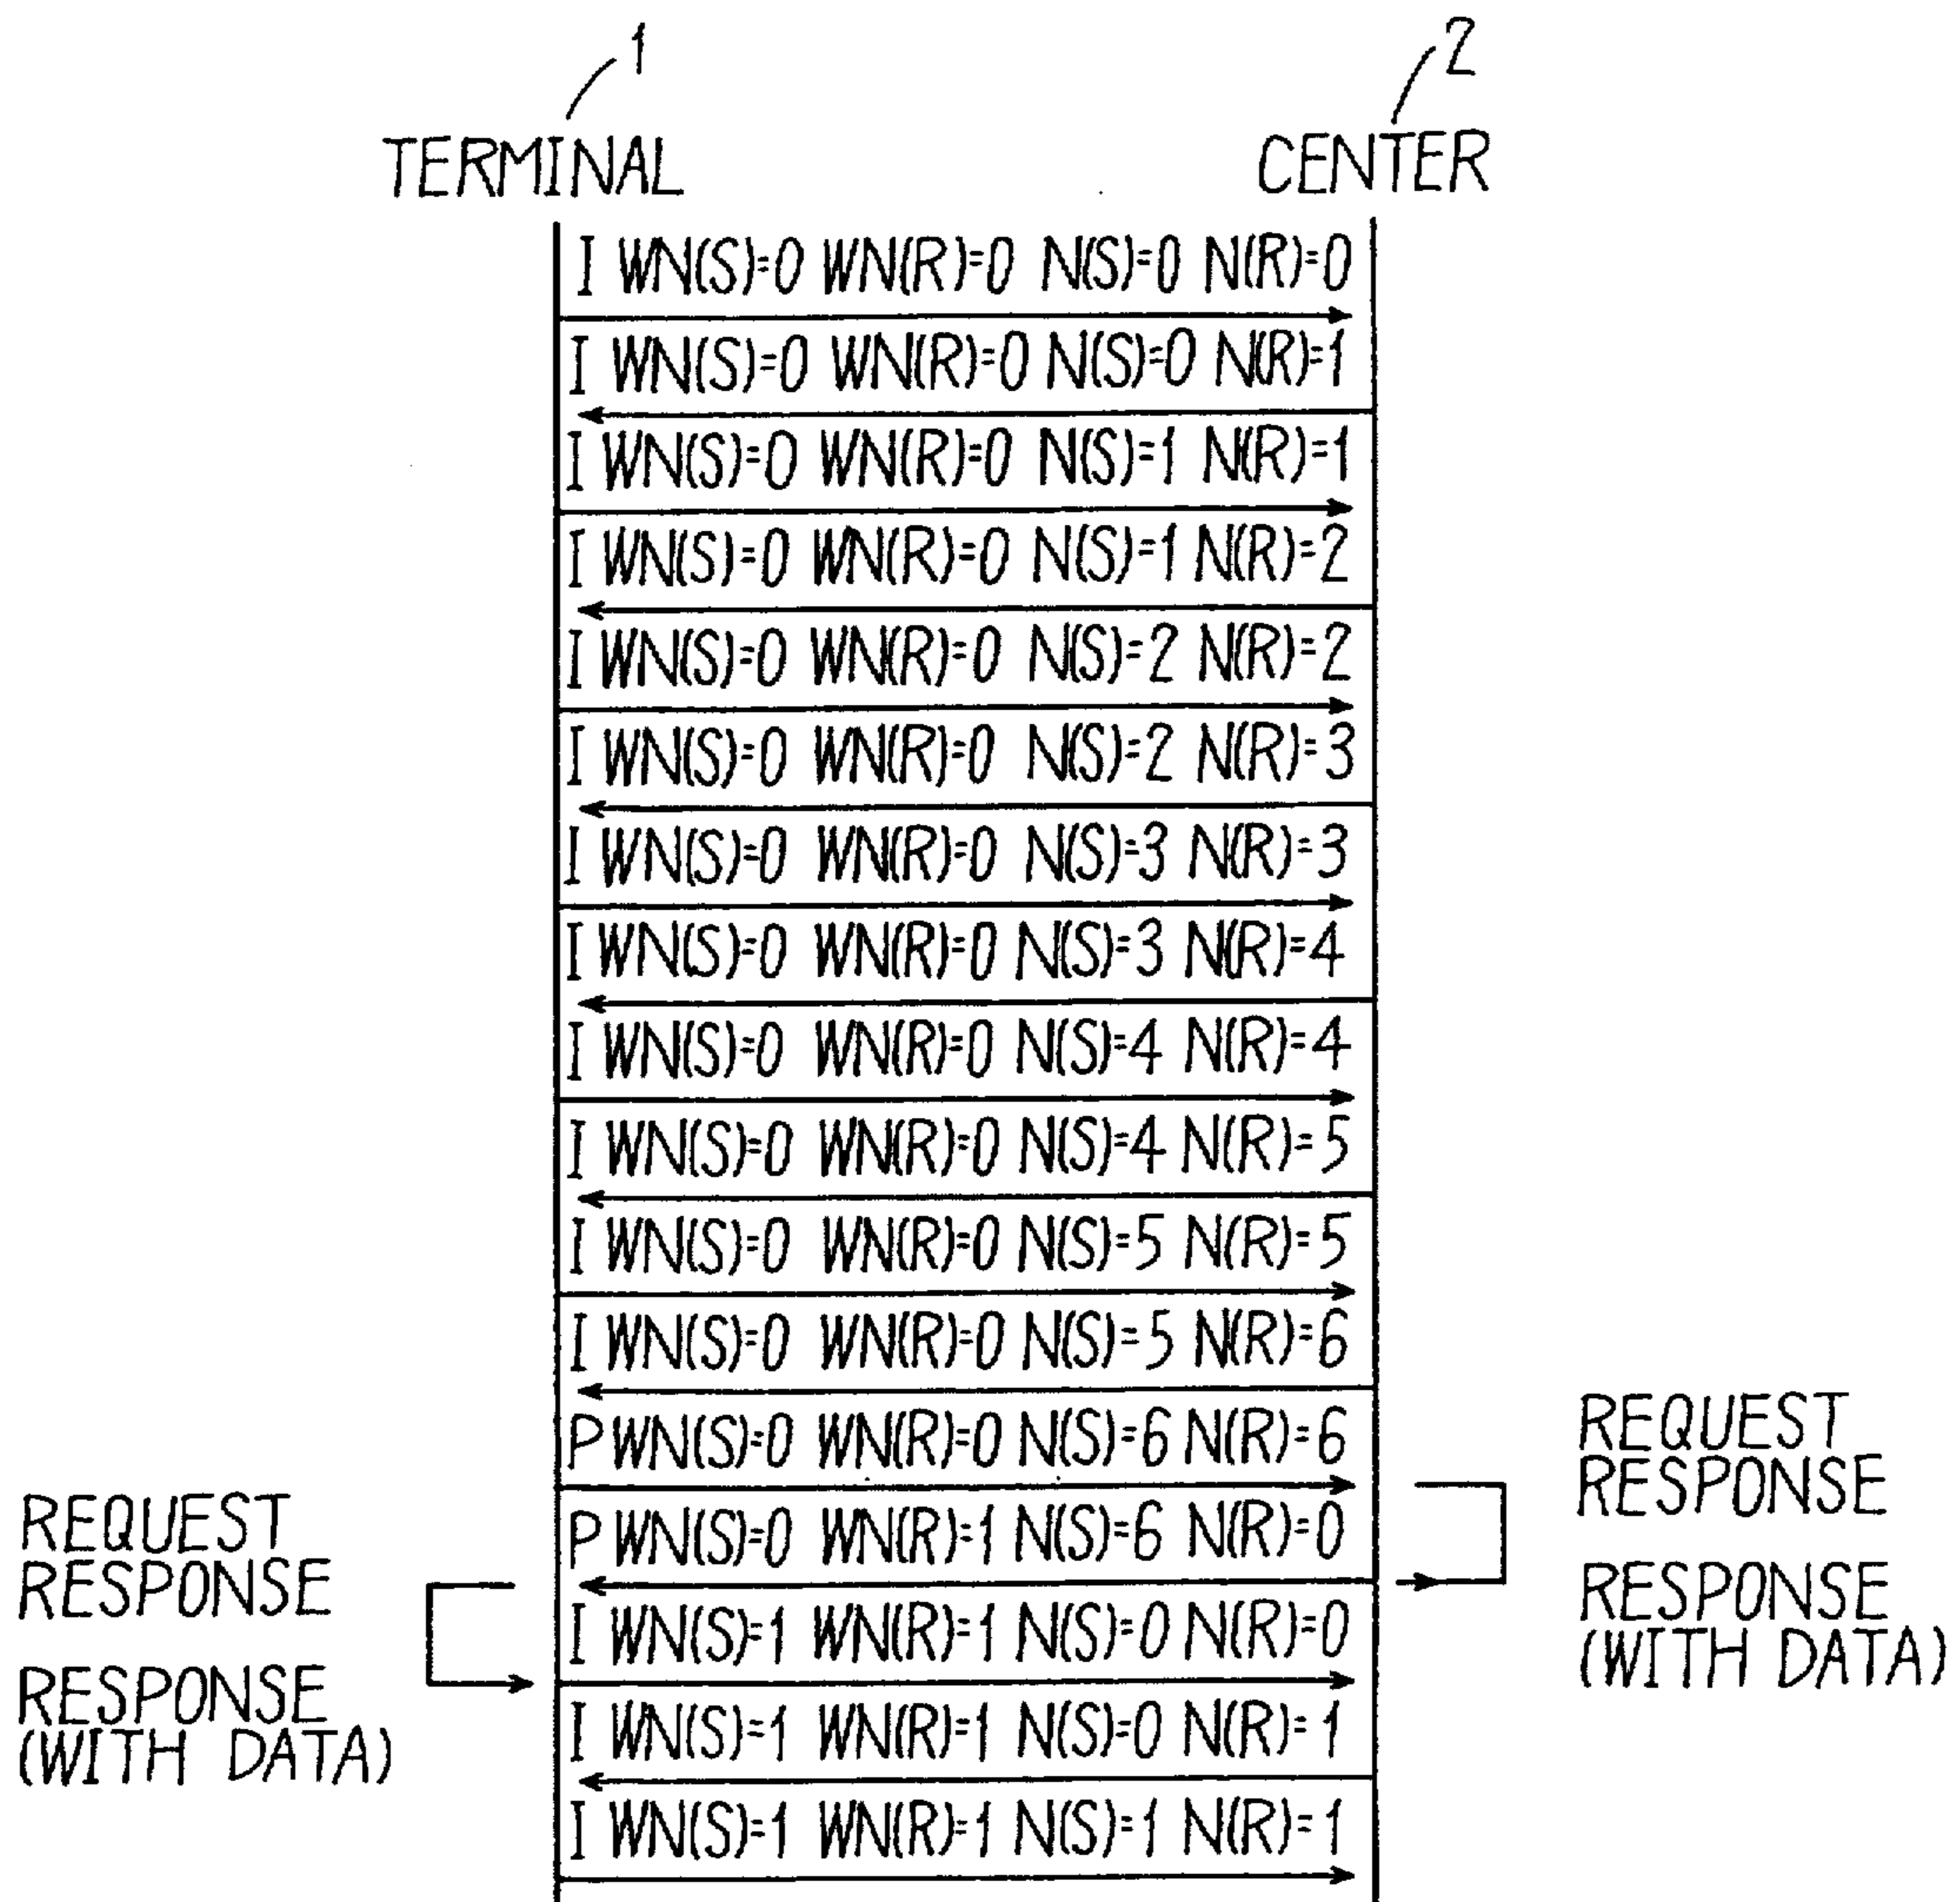 1
2
TERMINAL
CENTER
I WN(S)=0 WN(R)=0 N(S)=0 N(R)=0
I WN(S)=0 WN(R)=0 N(S)=0 N(R)=1
I WN(S)=0 WN(R)=0 N(S)=1 N(R)=1
I WN(S)=0 WN(R)=0 N(S)=1 N(R)=2
I WN(S)=0 WN(R)=0 N(S)=2 N(R)=2
I WN(S)=0 WN(R)=0 N(S)=2 N(R)=3
I WN(S)=0 WN(R)=0 N(S)=3 N(R)=3
I WN(S)=0 WN(R)=0 N(S)=3 N(R)=4
I WN(S)=0 WN(R)=0 N(S)=4 N(R)=4
I WN(S)=0 WN(R)=0 N(S)=4 N(R)=5
I WN(S)=0 WN(R)=0 N(S)=5 N(R)=5
I WN(S)=0 WN(R)=0 N(S)=5 N(R)=6
P WN(S)=0 WN(R)=0 N(S)=6 N(R)=6
REQUEST
RESPONSE
P WN(S)=0 WN(R)=1 N(S)=6 N(R)=0
REQUEST
RESPONSE
RESPONSE
(WITH DATA)
I WN(S)=1 WN(R)=1 N(S)=0 N(R)=0
RESPONSE
(WITH DATA)
I WN(S)=1 WN(R)=1 N(S)=0 N(R)=1
I WN(S)=1 WN(R)=1 N(S)=1 N(R)=1